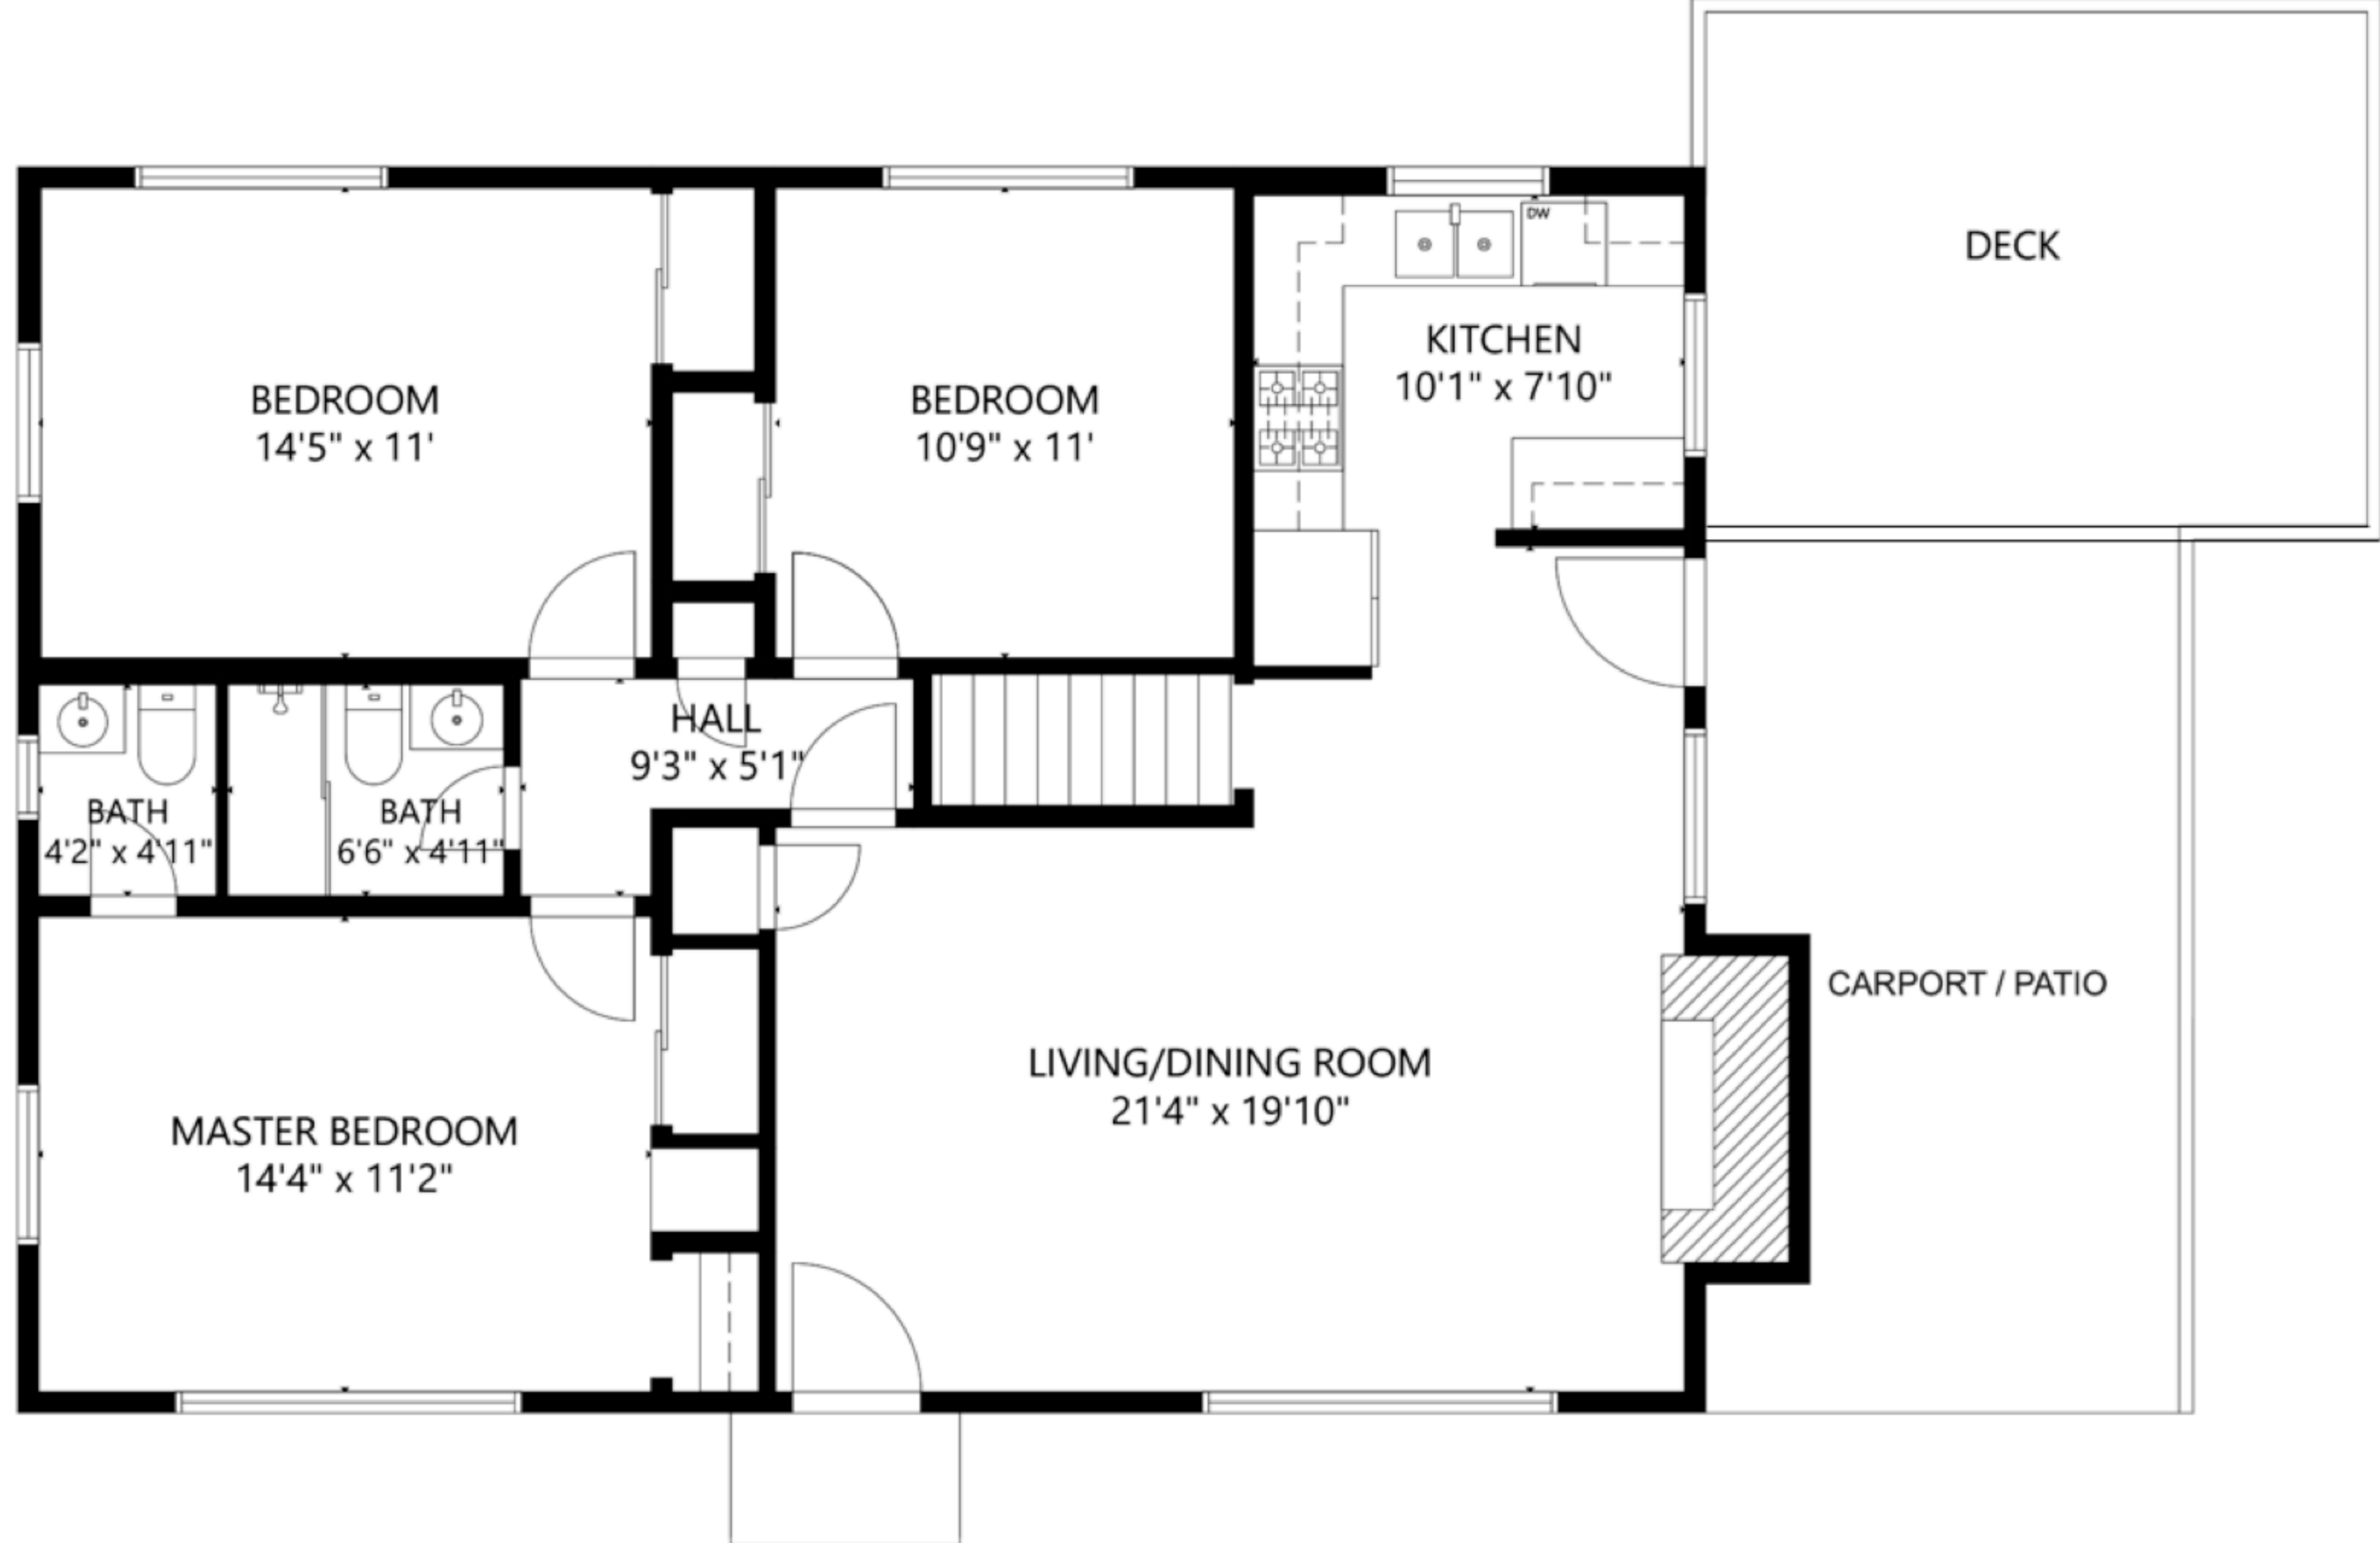 DW
DECK
KITCHEN
10'1" x 7'10"
BEDROOM
14'5" x 11'
BEDROOM
10'9" x 11'
HALL
9'3" x 5'1"
BATH
4'2" x 4'11"
BATH
6'6" x 4'11"
CARPORT / PATIO
LIVING/DINING ROOM
21'4" x 19'10"
MASTER BEDROOM
14'4" x 11'2"